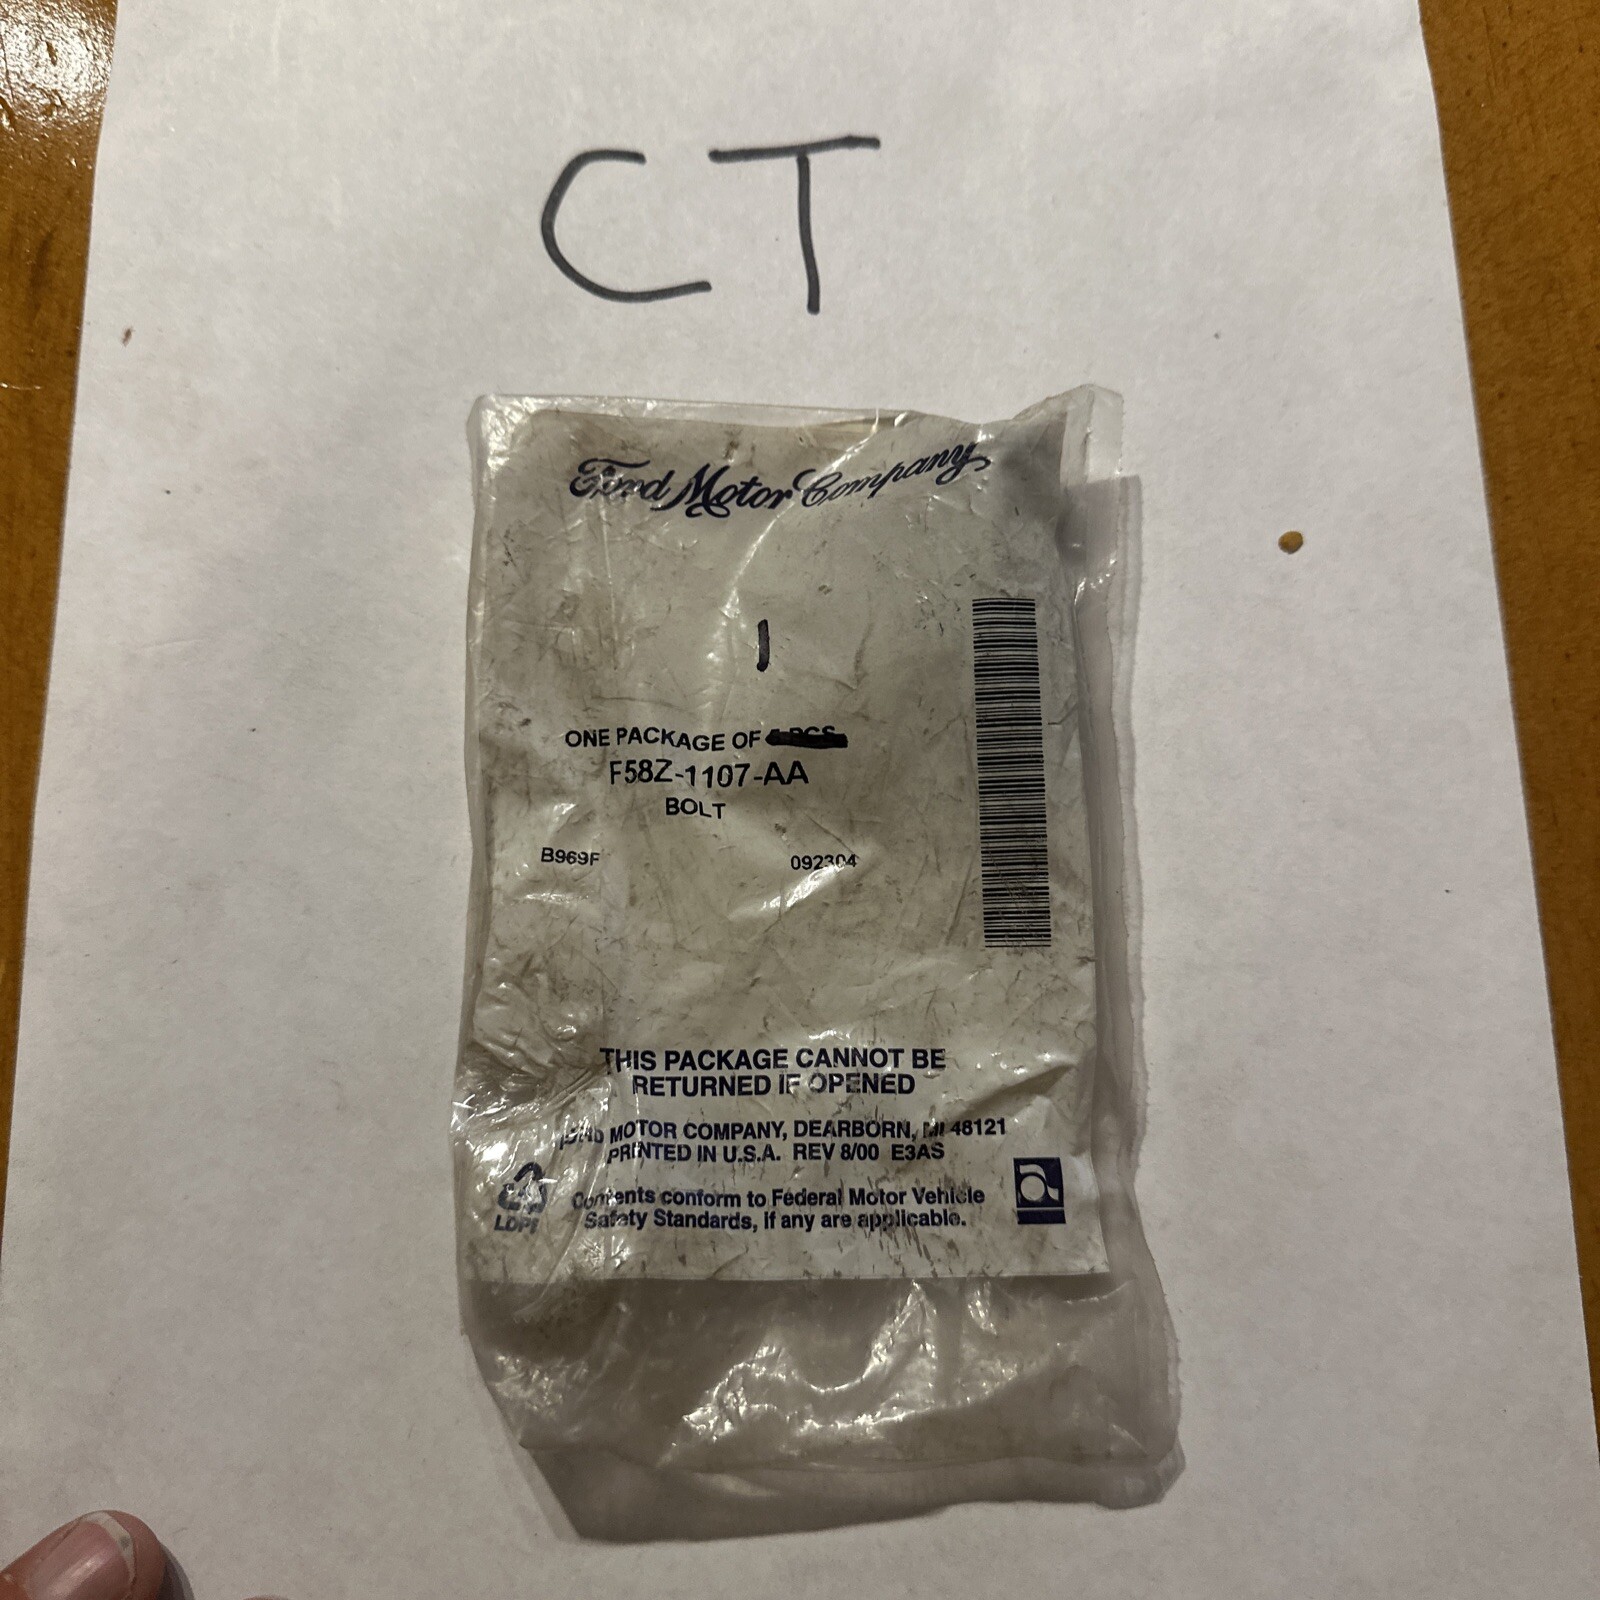 CT
Ford Motor Company
1
ONE PACKAGE OF
F58Z-1107-AA
BOLT
B969F 092304
THIS PACKAGE CANNOT BE
RETURNED IF OPENED
MOTOR COMPANY, DEARBORN, MI 48121
PRINTED IN U.S.A. REV 8/00 E3AS
Contents conform to Federal Motor Vehicle
Safety Standards, if any are applicable.
LDPE